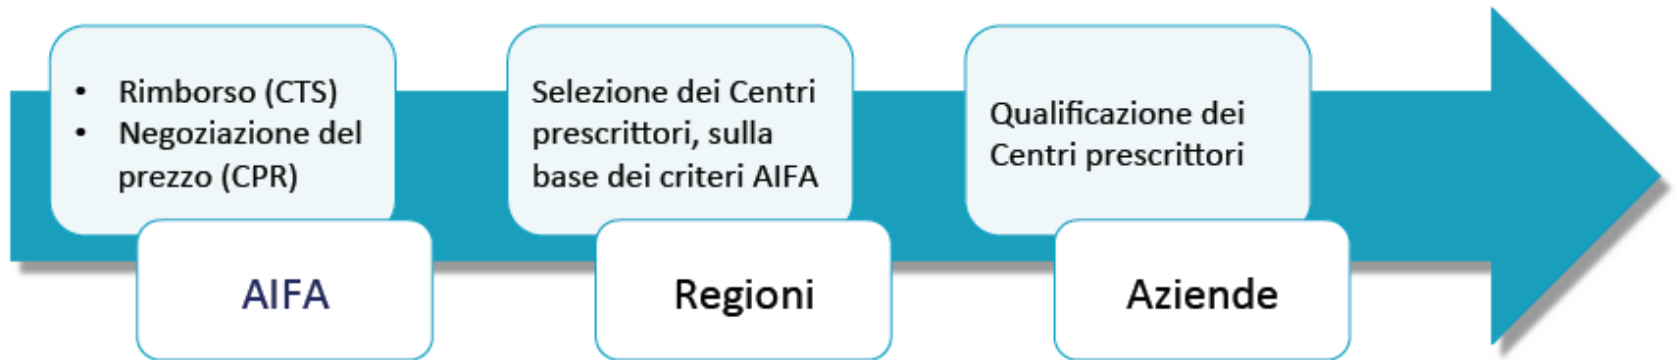 • Rimborso (CTS)
• Negoziazione del
prezzo (CPR)
AIFA
Selezione dei Centri
prescrittori, sulla
base dei criteri AIFA
Regioni
Qualificazione dei
Centri prescrittori
Aziende